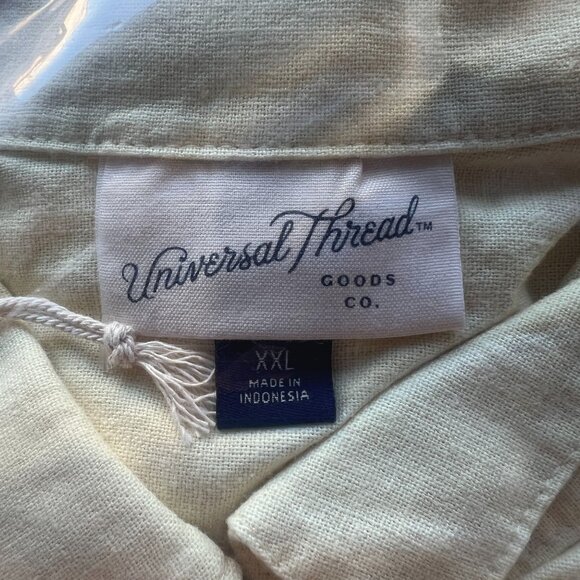 Universal Thread™
GOODS
CO.
XXL
MADE IN
INDONESIA